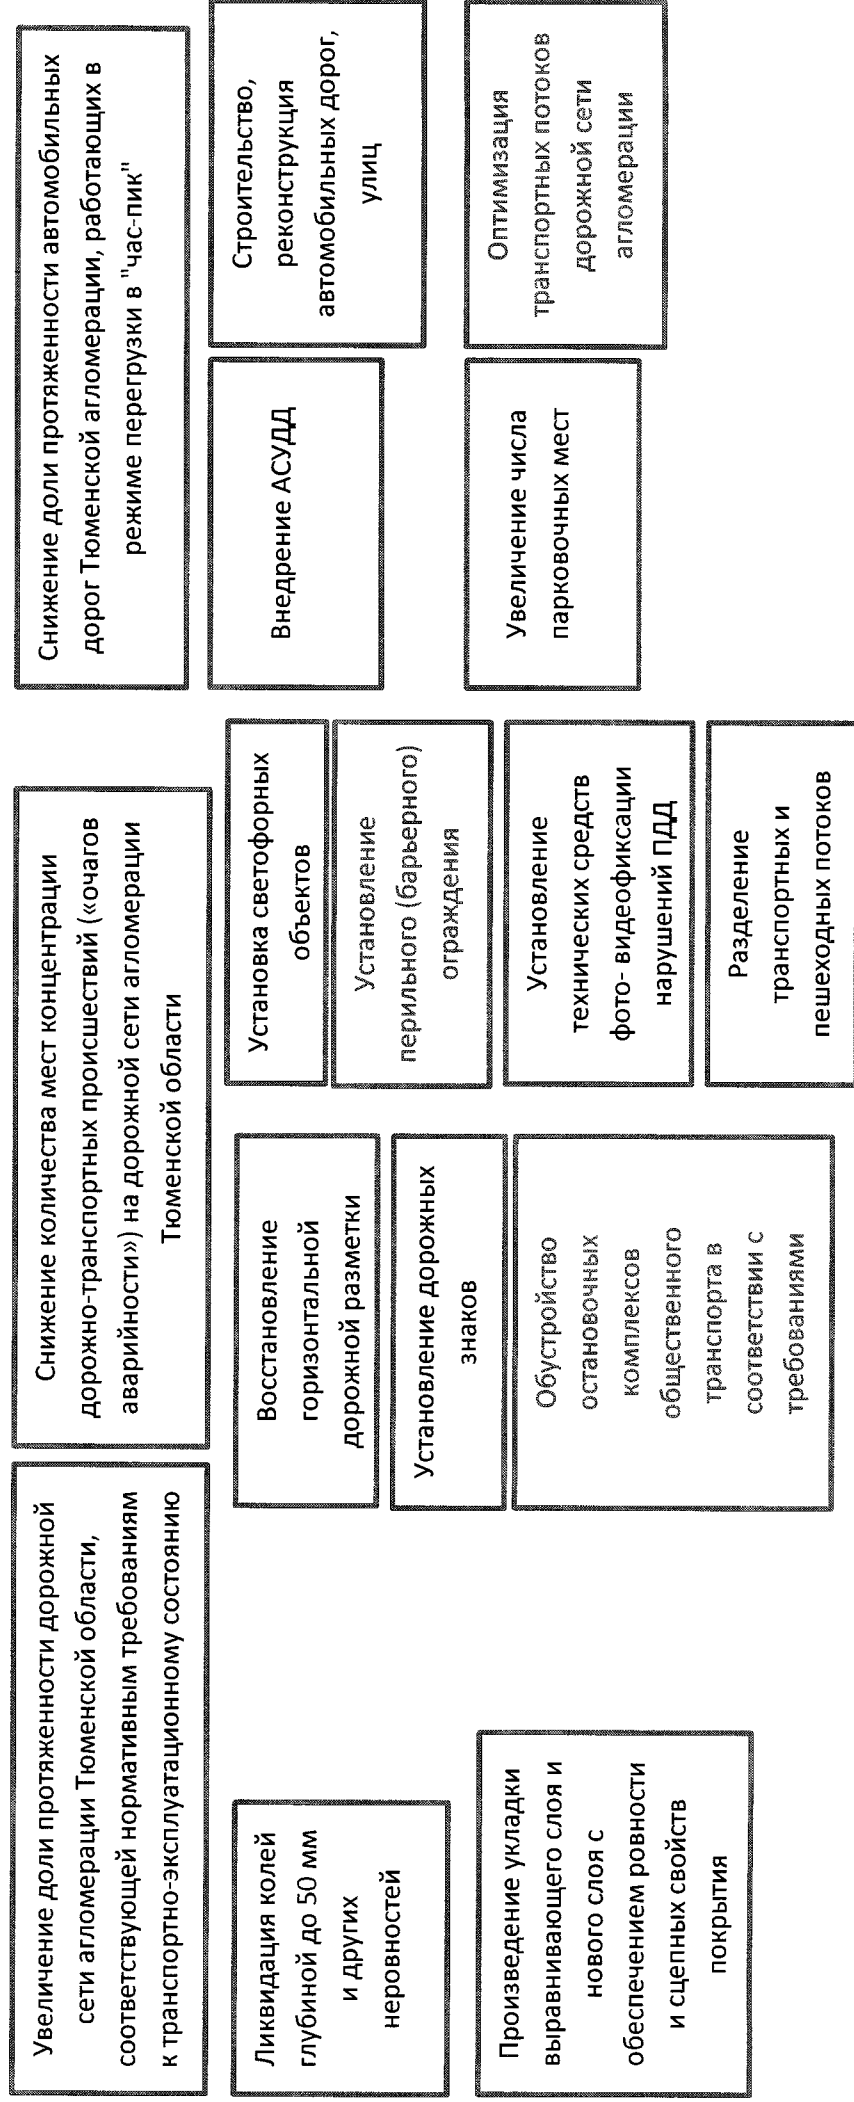 Увеличение доли протяженности дорожной
сети агломерации Тюменской области,
соответствующей нормативным требованиям
к транспортно-эксплуатационному состоянию
Ликвидация колей
глубиной до 50 мм
и других
неровностей
Произведение укладки
выравнивающего слоя и
нового слоя с
обеспечением ровности
и сцепных свойств
покрытия
Снижение количества мест концентрации
дорожно-транспортных происшествий («очагов
аварийности») на дорожной сети агломерации
Тюменской области
Восстановление
горизонтальной
дорожной разметки
Установление дорожных
знаков
Обустройство
остановочных
комплексов
общественного
транспорта в
соответствии с
требованиями
Установка светофорных
объектов
Установление
перильного (барьерного)
ограждения
Установление
технических средств
фото- видеофиксации
нарушений ПДД
Разделение
транспортных и
пешеходных потоков
Снижение доли протяженности автомобильных
дорог Тюменской агломерации, работающих в
режиме перегрузки в "час-пик"
Внедрение АСУДД
Увеличение числа
парковочных мест
Строительство,
реконструкция
автомобильных дорог,
улиц
Оптимизация
транспортных потоков
дорожной сети
агломерации